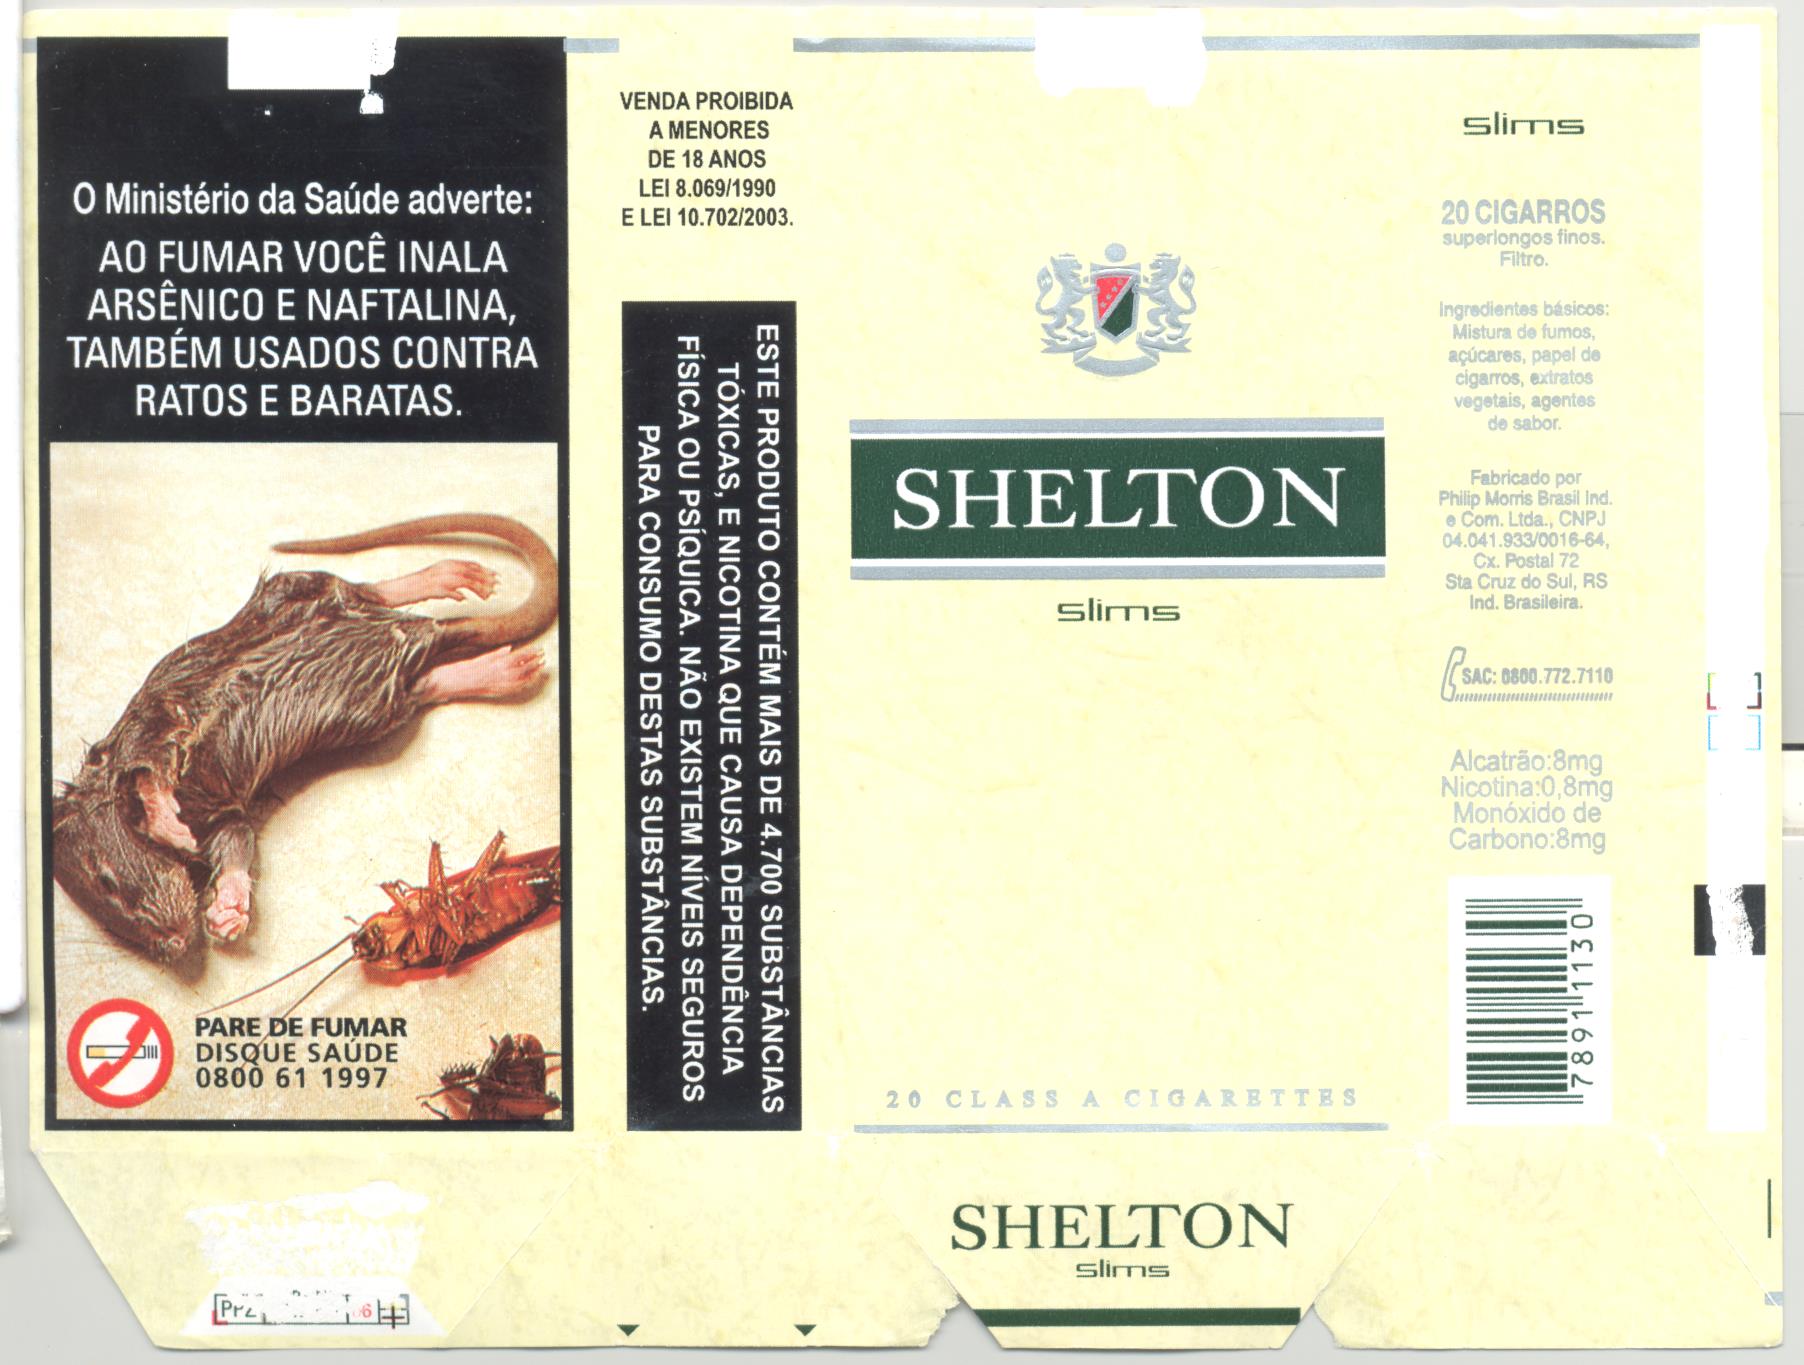 O Ministério da Saúde adverte:
AO FUMAR VOCÊ INALA
ARSÊNICO E NAFTALINA,
TAMBÉM USADOS CONTRA
RATOS E BARATAS.
PARE DE FUMAR
DISQUE SAÚDE
0800 61 1997
VENDA PROIBIDA
A MENORES
DE 18 ANOS
LEI 8.069/1990
E LEI 10.702/2003.
ESTE PRODUTO CONTÉM MAIS DE 4.700 SUBSTÂNCIAS
TÓXICAS, E NICOTINA QUE CAUSA DEPENDÊNCIA
FÍSICA OU PSÍQUICA. NÃO EXISTEM NÍVEIS SEGUROS
PARA CONSUMO DESTAS SUBSTÂNCIAS.
SHELTON
slims
20 CLASS A CIGARETTES
SHELTON
slims
slims
20 CIGARROS
superlongos finos.
Filtro.
Ingredientes básicos:
Mistura de fumos,
açúcares, papel de
cigarros, extratos
vegetais, agentes
de sabor.
Fabricado por
Philip Morris Brasil Ind.
e Com. Ltda., CNPJ
04.041.933/0016-64,
Cx. Postal 72
Sta Cruz do Sul, RS
Ind. Brasileira.
SAC: 0800.772.7110
Alcatrão:8mg
Nicotina:0,8mg
Monóxido de
Carbono:8mg
78911130